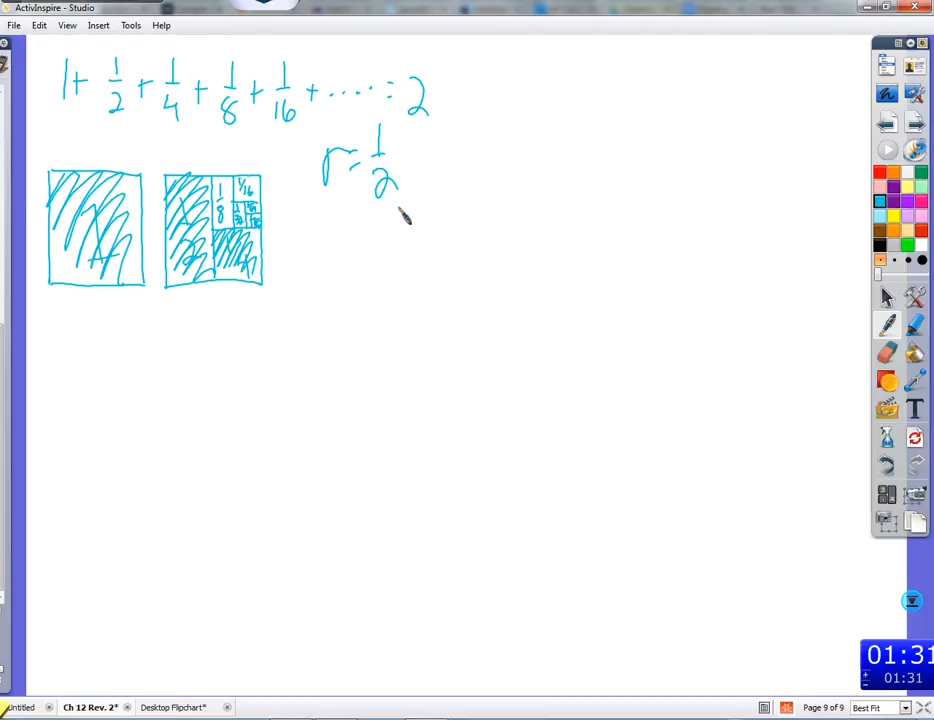 ActivInspire - Studio
File Edit View Insert Tools Help
1 + 1/2 + 1/4 + 1/8 + 1/16 + ..... = 2
r = 1/2
1/8 1/16
T
01:31
01:31
ntitled Ch 12 Rev. 2* Desktop Flipchart* Page 9 of 9 Best Fit